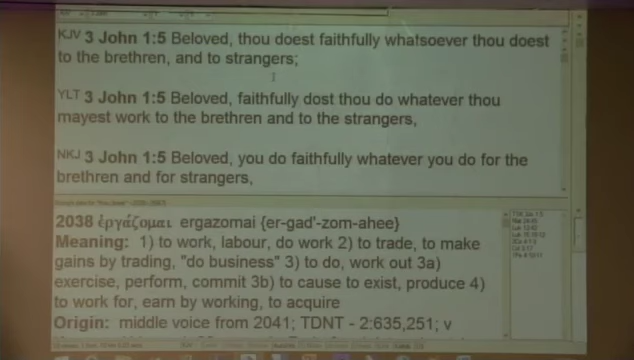 KJV 3 John 1:5 Beloved, thou doest faithfully whatsoever thou doest
to the brethren, and to strangers;
YLT 3 John 1:5 Beloved, faithfully dost thou do whatever thou
mayest work to the brethren and to the strangers,
NKJ 3 John 1:5 Beloved, you do faithfully whatever you do for the
brethren and for strangers,
2038 ἐργάζομαι ergazomai {er-gad'-zom-ahee}
Meaning: 1) to work, labour, do work 2) to trade, to make
gains by trading, "do business" 3) to do, work out 3a)
exercise, perform, commit 3b) to cause to exist, produce 4)
to work for, earn by working, to acquire
Origin: middle voice from 2041; TDNT - 2:635,251; v